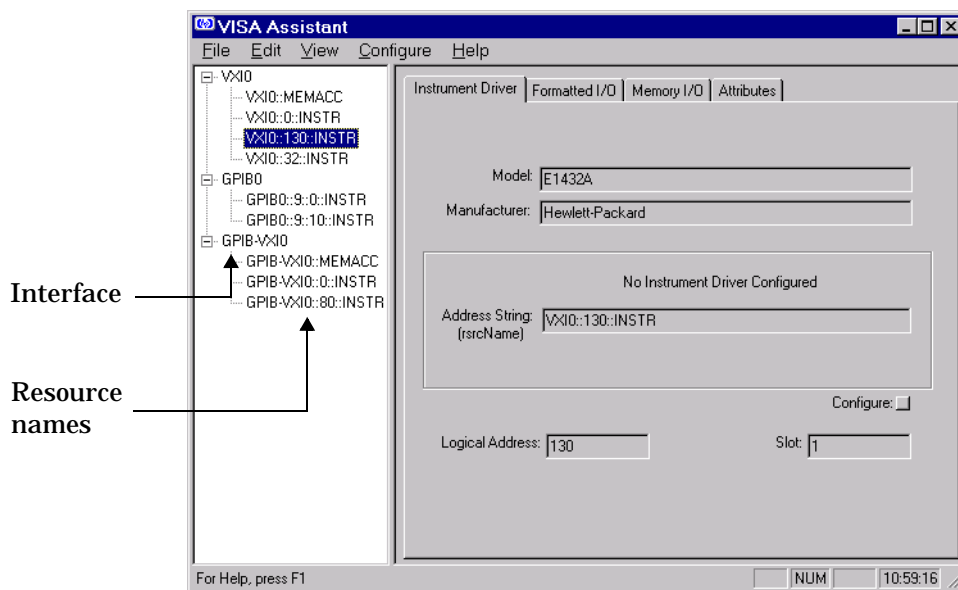 VISA Assistant
File Edit View Configure Help
VXI0
VXI0::MEMACC
VXI0::0::INSTR
VXI0::130::INSTR
VXI0::32::INSTR
GPIB0
GPIB0::9::0::INSTR
GPIB0::9::10::INSTR
GPIB-VXI0
GPIB-VXI0::MEMACC
GPIB-VXI0::0::INSTR
GPIB-VXI0::80::INSTR
Interface
Resource
names
Instrument Driver Formatted I/O Memory I/O Attributes
Model: E1432A
Manufacturer: Hewlett-Packard
No Instrument Driver Configured
Address String: VXI0::130::INSTR
(rsrcName)
Configure:
Logical Address: 130 Slot: 1
For Help, press F1 NUM 10:59:16